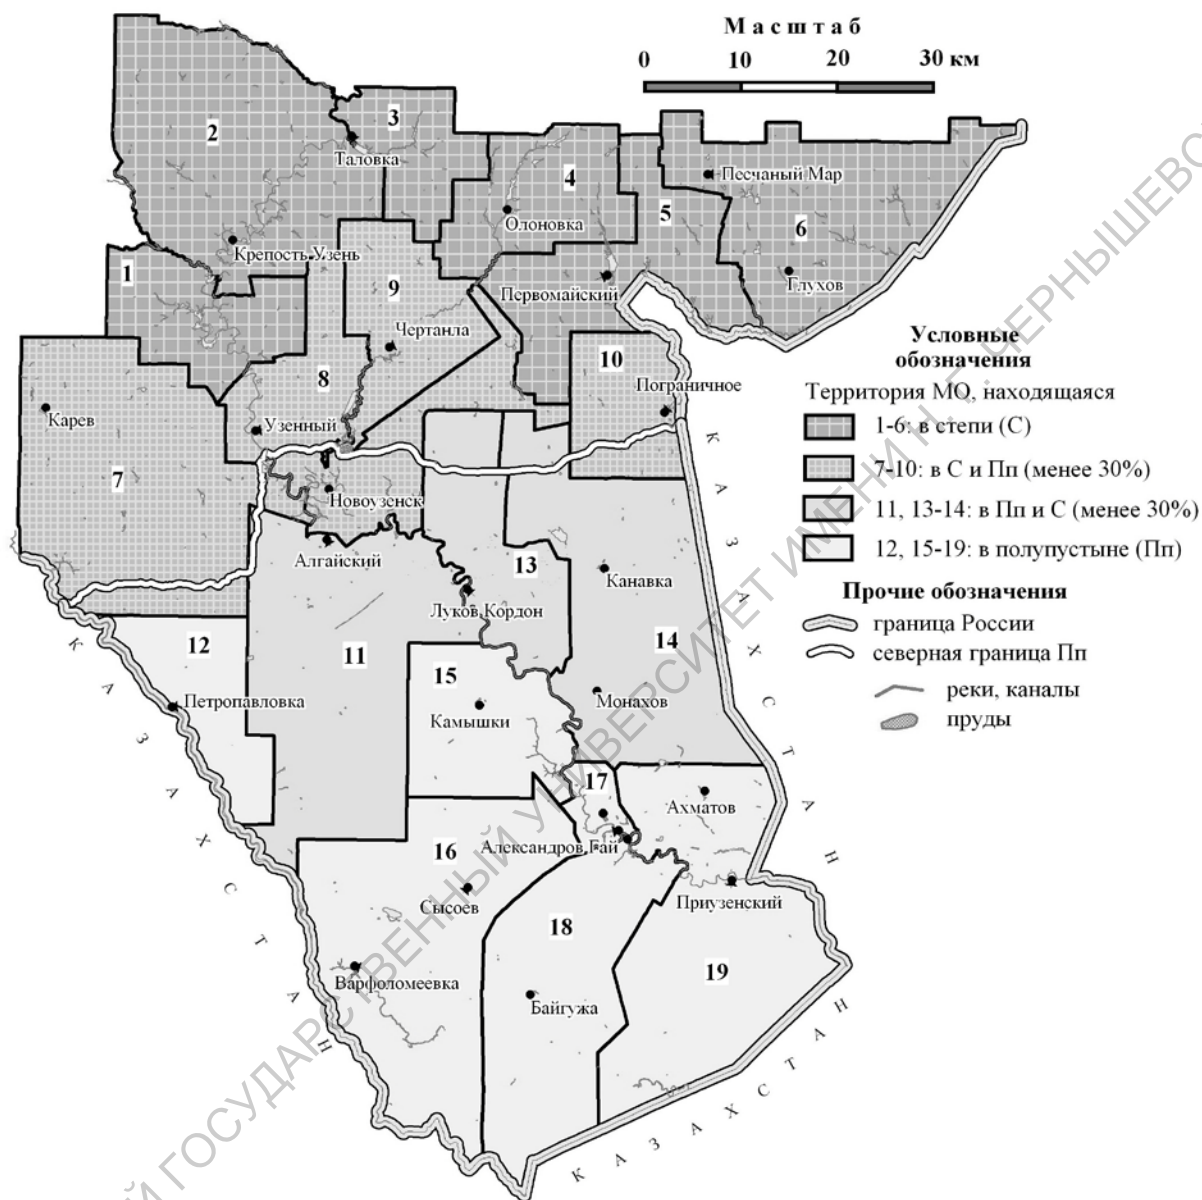 М а с ш т а б
0 10 20 30 км
2
3
Таловка
4
Песчаный Мар
Олоновка
5
6
1
Крепость Узень
9
Первомайский
Глухов
Чертанла
10
8
Пограничное
Карев
Узенный
7
Новоузенск
Алгайский
13
Канавка
Луков Кордон
12
11
14
15
Петропавловка
Камышки
Монахов
17
Ахматов
16
Александров Гай
Сысоев
Приузенский
18
19
Варфоломеевка
Байгужа
К А З А Х С Т А Н
К А З А Х С Т А Н
К А З А Х С Т А Н
Условные
обозначения
Территория МО, находящаяся
1-6: в степи (С)
7-10: в С и Пп (менее 30%)
11, 13-14: в Пп и С (менее 30%)
12, 15-19: в полупустыне (Пп)
Прочие обозначения
граница России
северная граница Пп
реки, каналы
пруды
ГОСУДАРСТВЕННЫЙ УНИВЕРСИТЕТ ИМЕНИ Н. Г. ЧЕРНЫШЕВСКО